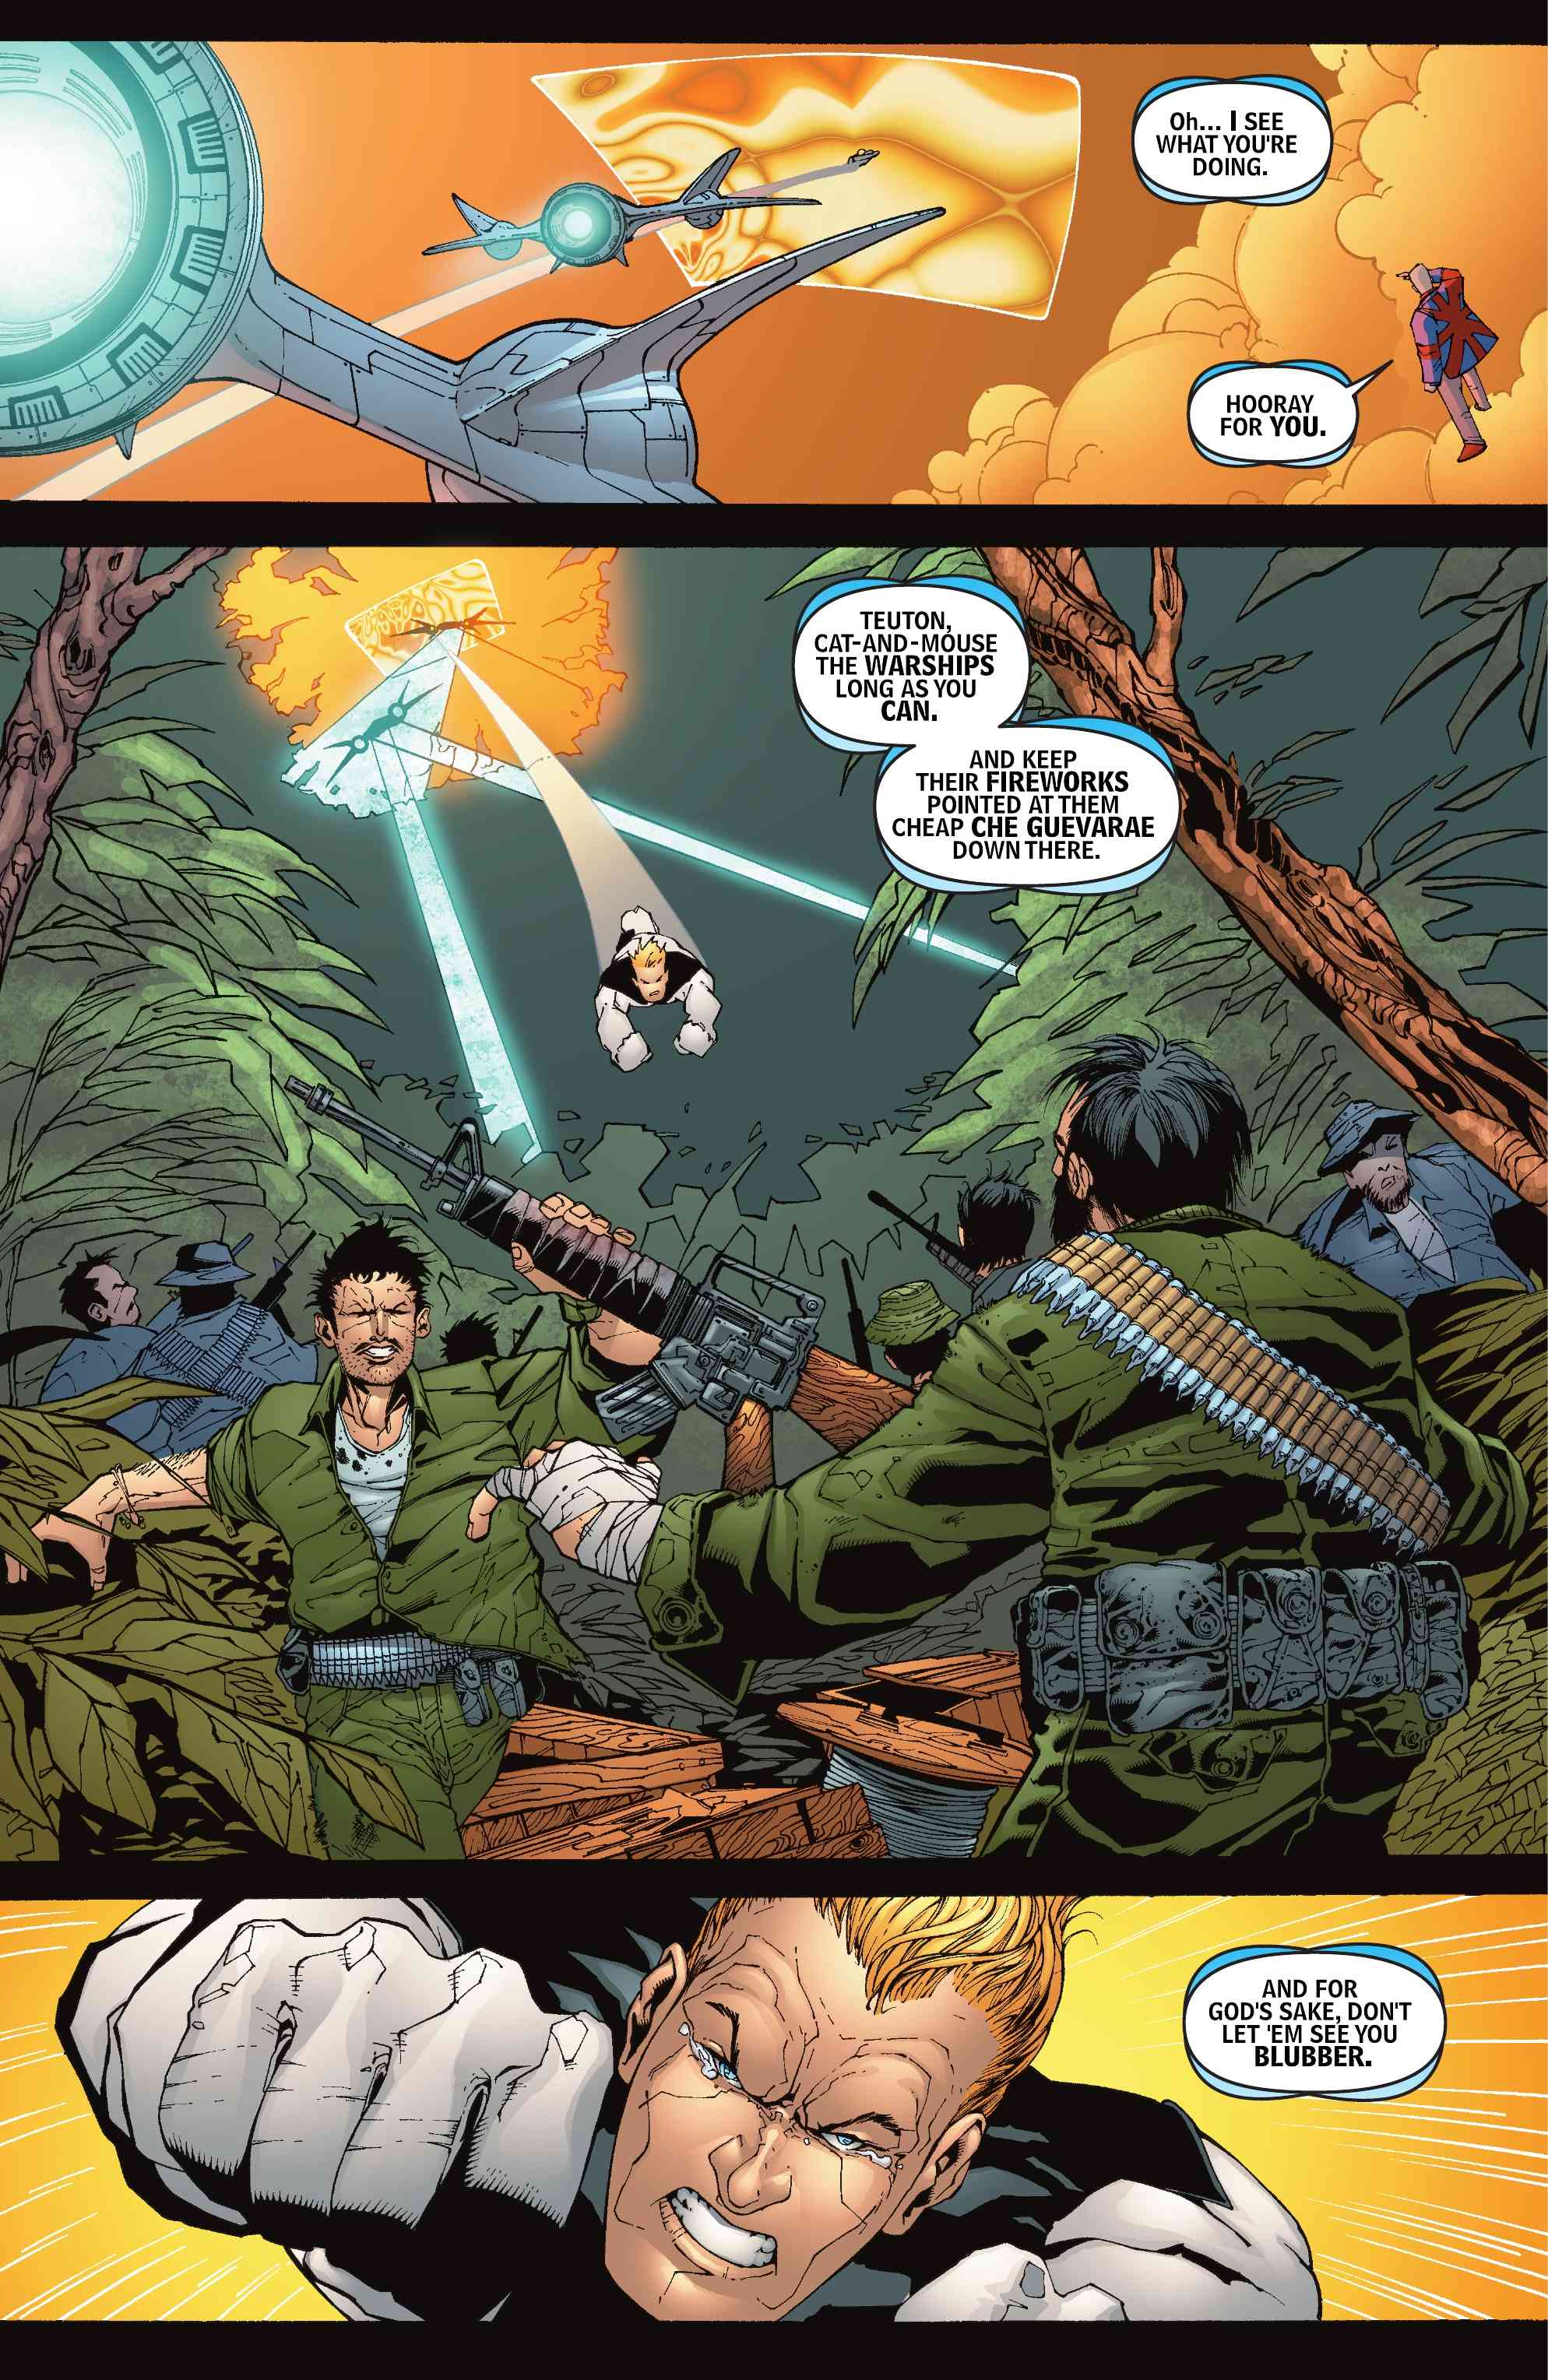 Oh... I SEE
WHAT YOU'RE
DOING.
HOORAY
FOR YOU.
TEUTON,
CAT-AND-MOUSE
THE WARSHIPS
LONG AS YOU
CAN.
AND KEEP
THEIR FIREWORKS
POINTED AT THEM
CHEAP CHE GUEVARAE
DOWN THERE.
AND FOR
GOD'S SAKE, DON'T
LET 'EM SEE YOU
BLUBBER.